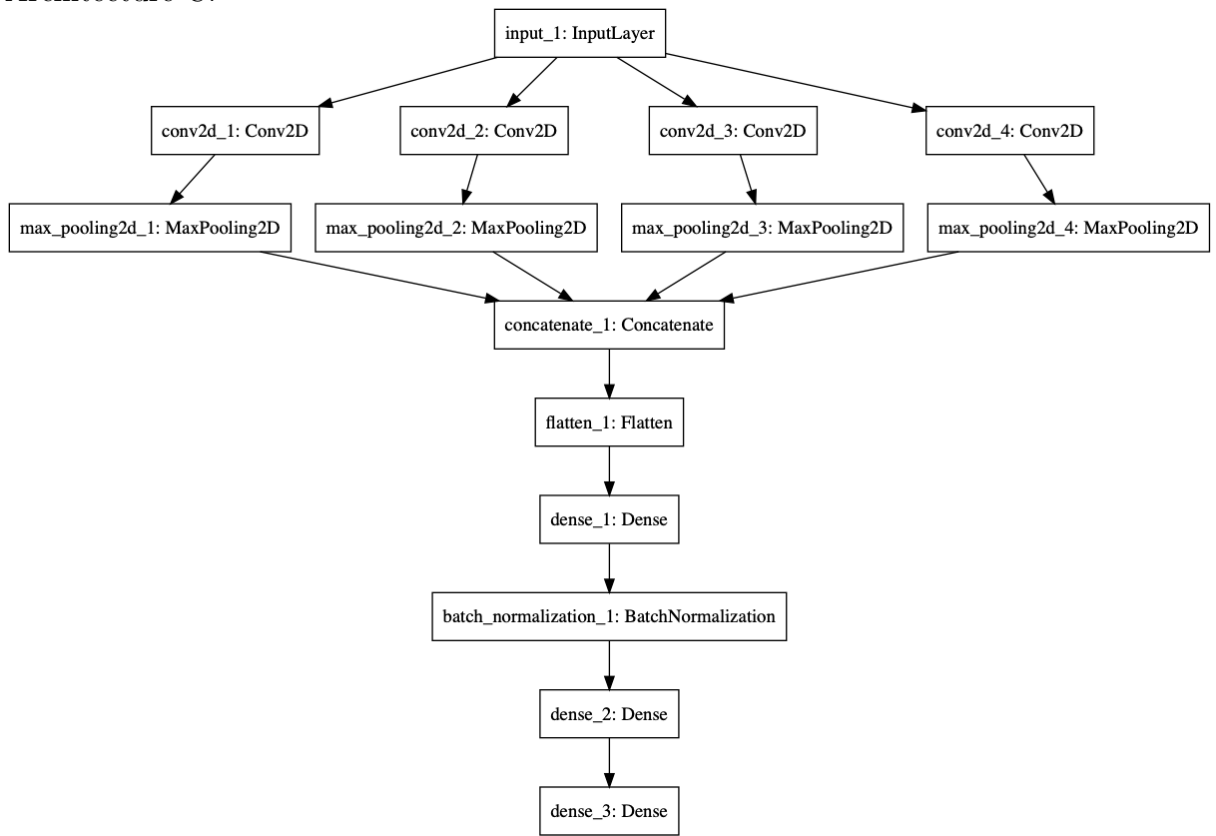 input_1: InputLayer
conv2d_1: Conv2D
conv2d_2: Conv2D
conv2d_3: Conv2D
conv2d_4: Conv2D
max_pooling2d_1: MaxPooling2D
max_pooling2d_2: MaxPooling2D
max_pooling2d_3: MaxPooling2D
max_pooling2d_4: MaxPooling2D
concatenate_1: Concatenate
flatten_1: Flatten
dense_1: Dense
batch_normalization_1: BatchNormalization
dense_2: Dense
dense_3: Dense